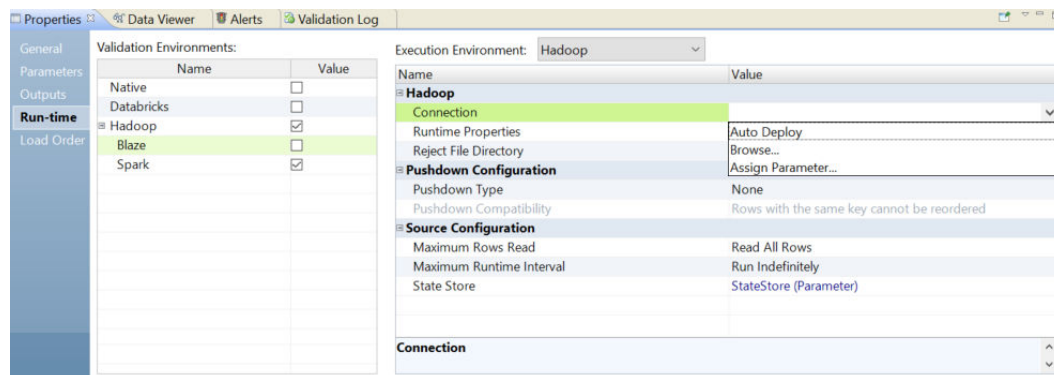 Properties Data Viewer Alerts Validation Log
General
Parameters
Outputs
Run-time
Load Order
Validation Environments:
Name Value
Native
Databricks
Hadoop
Blaze
Spark
Execution Environment: Hadoop
Name Value
Hadoop
Connection
Runtime Properties Auto Deploy
Reject File Directory Browse...
Assign Parameter...
Pushdown Configuration
Pushdown Type None
Pushdown Compatibility Rows with the same key cannot be reordered
Source Configuration
Maximum Rows Read Read All Rows
Maximum Runtime Interval Run Indefinitely
State Store StateStore (Parameter)
Connection